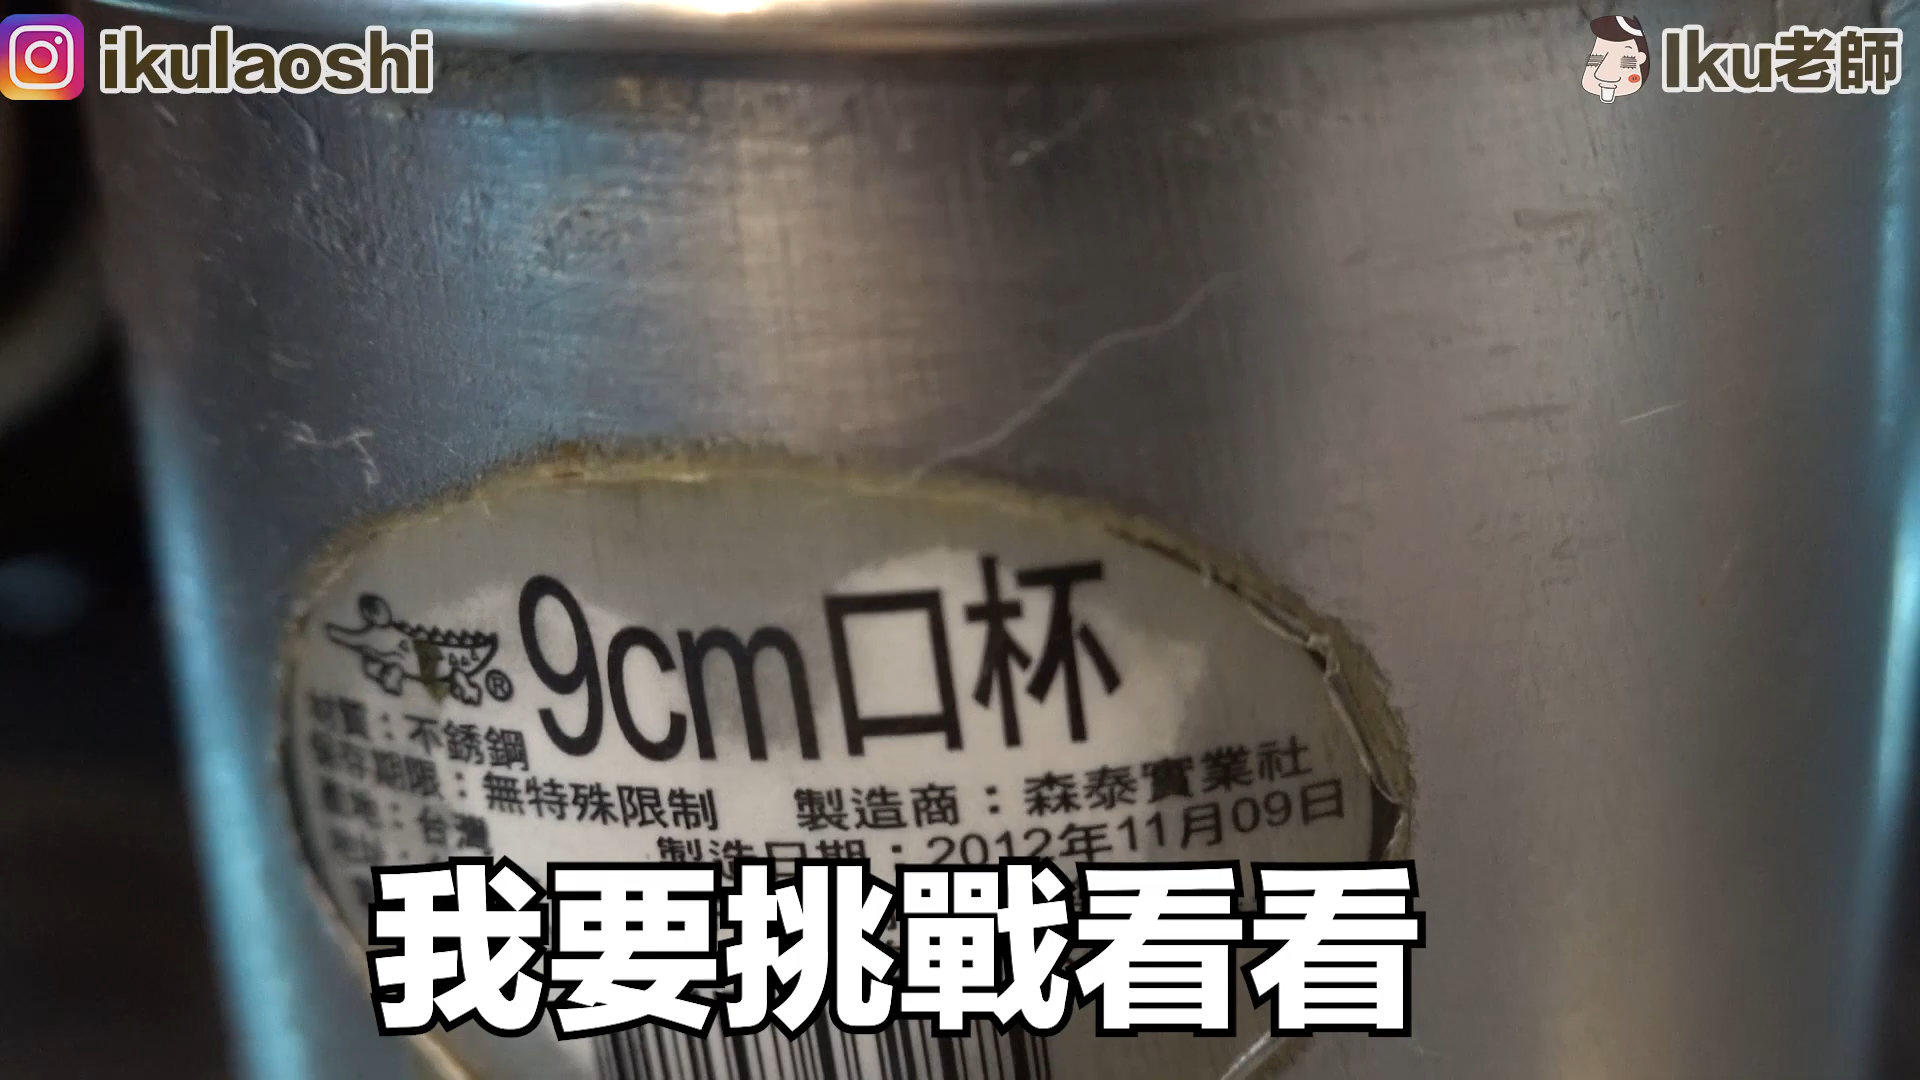 ikulaoshi
Iku老師
9cm口杯
®
材質：不銹鋼
保存期限：無特殊限制
製造商：森泰實業社
產地：台灣
製造日期：2012年11月09日
地址：
我要挑戰看看